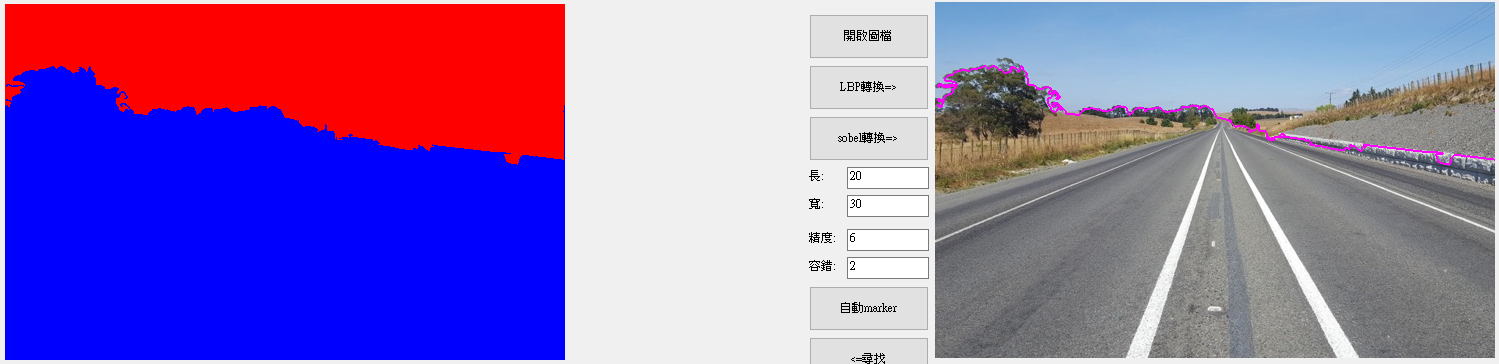 開啟圖檔
LBP轉換=>
sobel轉換=>
長: 20
寬: 30
精度: 6
容錯: 2
自動marker
<=尋找